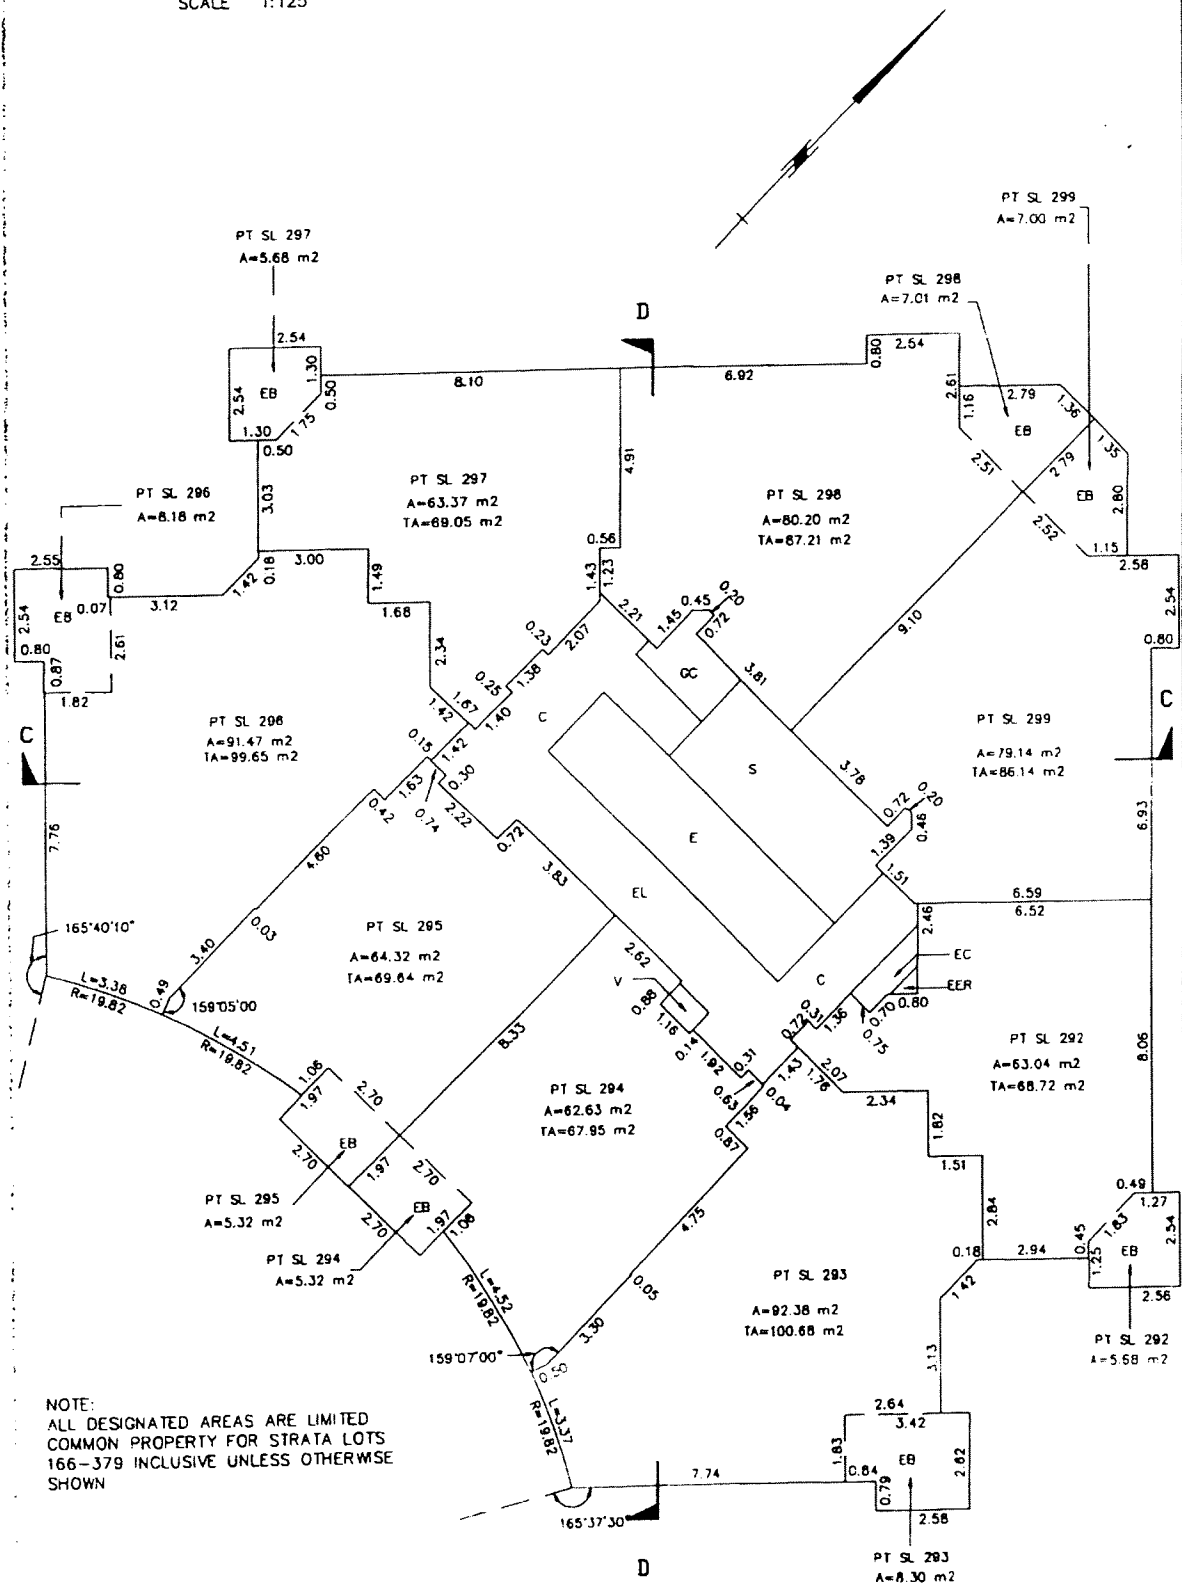 SCALE 1:125
PT SL 299
A=7.00 m2
PT SL 297
A=5.68 m2
PT SL 298
A=7.01 m2
D
2.54
0.80
2.54
1.30
0.50
8.10
6.92
2.61
1.16
2.79
1.36
1.35
EB
2.54
1.30
0.50
1.75
EB
2.51
2.79
EB
2.80
2.52
1.15
2.58
2.54
0.80
4.91
PT SL 297
A=63.37 m2
TA=69.05 m2
PT SL 298
A=80.20 m2
TA=87.21 m2
PT SL 296
A=8.18 m2
3.03
0.18
3.00
1.42
2.55
0.80
0.07
3.12
EB
2.54
2.61
0.80
0.87
1.82
1.49
1.68
2.34
0.56
1.43
1.23
2.21
1.45
0.45
0.20
0.72
9.10
0.23
2.07
1.38
0.25
1.67
1.42
1.40
GC
3.81
C
C
C
PT SL 296
A=91.47 m2
TA=99.65 m2
PT SL 299
A=79.14 m2
TA=86.14 m2
0.15
1.42
0.30
1.63
0.42
0.74
2.22
0.72
S
3.78
0.72
0.20
0.46
6.93
7.76
4.60
E
1.39
1.51
3.83
EL
6.59
6.52
2.46
165°40'10"
0.03
3.40
PT SL 295
A=64.32 m2
TA=69.64 m2
2.62
V
EC
EER
C
0.80
L=3.38
R=19.82
0.49
159°05'00
0.88
1.16
0.14
0.72
0.31
1.36
0.70
0.75
L=4.51
R=19.82
8.33
1.92
0.31
0.63
0.04
1.43
2.07
1.76
2.34
PT SL 292
A=63.04 m2
TA=68.72 m2
8.06
1.06
1.97
2.70
PT SL 294
A=62.63 m2
TA=67.95 m2
1.56
0.87
1.82
1.51
EB
2.70
1.97
2.70
PT SL 295
A=5.32 m2
EB
2.70
1.97
1.06
PT SL 294
A=5.32 m2
4.75
2.84
0.49
1.27
0.45
1.63
2.54
0.18
2.94
1.25
EB
2.56
1.42
L=4.52
R=19.82
0.05
3.30
PT SL 293
A=92.38 m2
TA=100.68 m2
PT SL 292
A=5.68 m2
159°07'00"
3.13
NOTE:
ALL DESIGNATED AREAS ARE LIMITED
COMMON PROPERTY FOR STRATA LOTS
166-379 INCLUSIVE UNLESS OTHERWISE
SHOWN
L=3.37
R=19.82
2.64
3.42
1.83
EB
2.62
7.74
0.64
0.79
2.58
165°37'30"
D
PT SL 293
A=8.30 m2